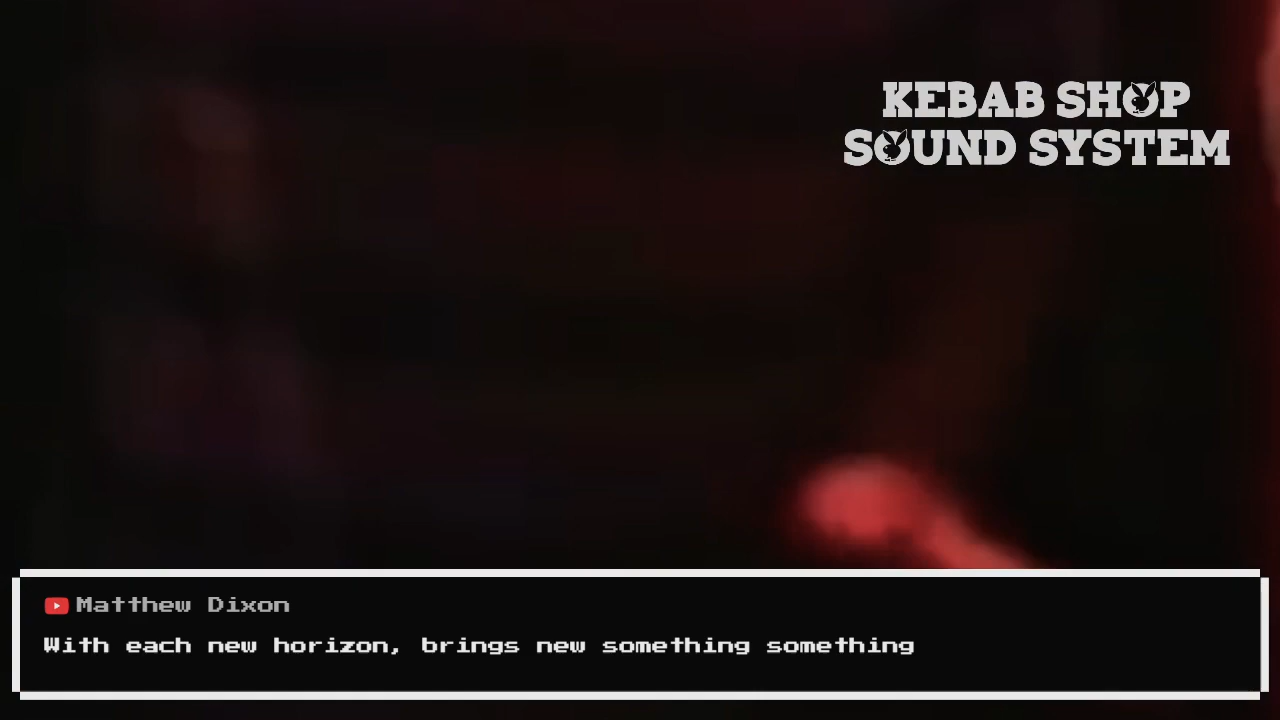 KEBAB SHOP
SOUND SYSTEM
Matthew Dixon
With each new horizon, brings new something something